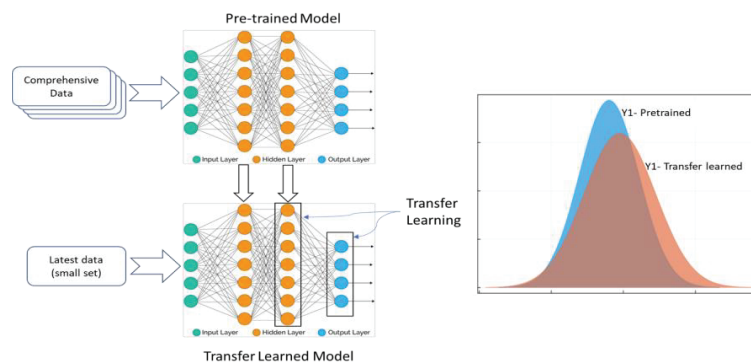 Pre-trained Model
Comprehensive
Data
Input Layer
Hidden Layer
Output Layer
Y1- Pretrained
Y1- Transfer learned
Transfer
Learning
Latest data
(small set)
Input Layer
Hidden Layer
Output Layer
Transfer Learned Model